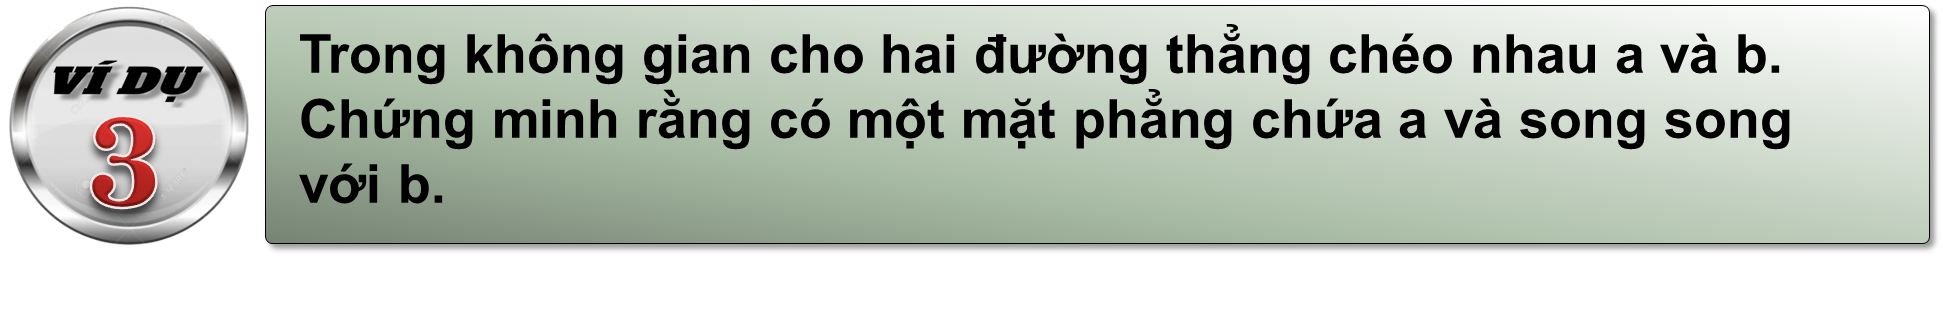 VÍ DỤ
3
Trong không gian cho hai đường thẳng chéo nhau a và b.
Chứng minh rằng có một mặt phẳng chứa a và song song
với b.